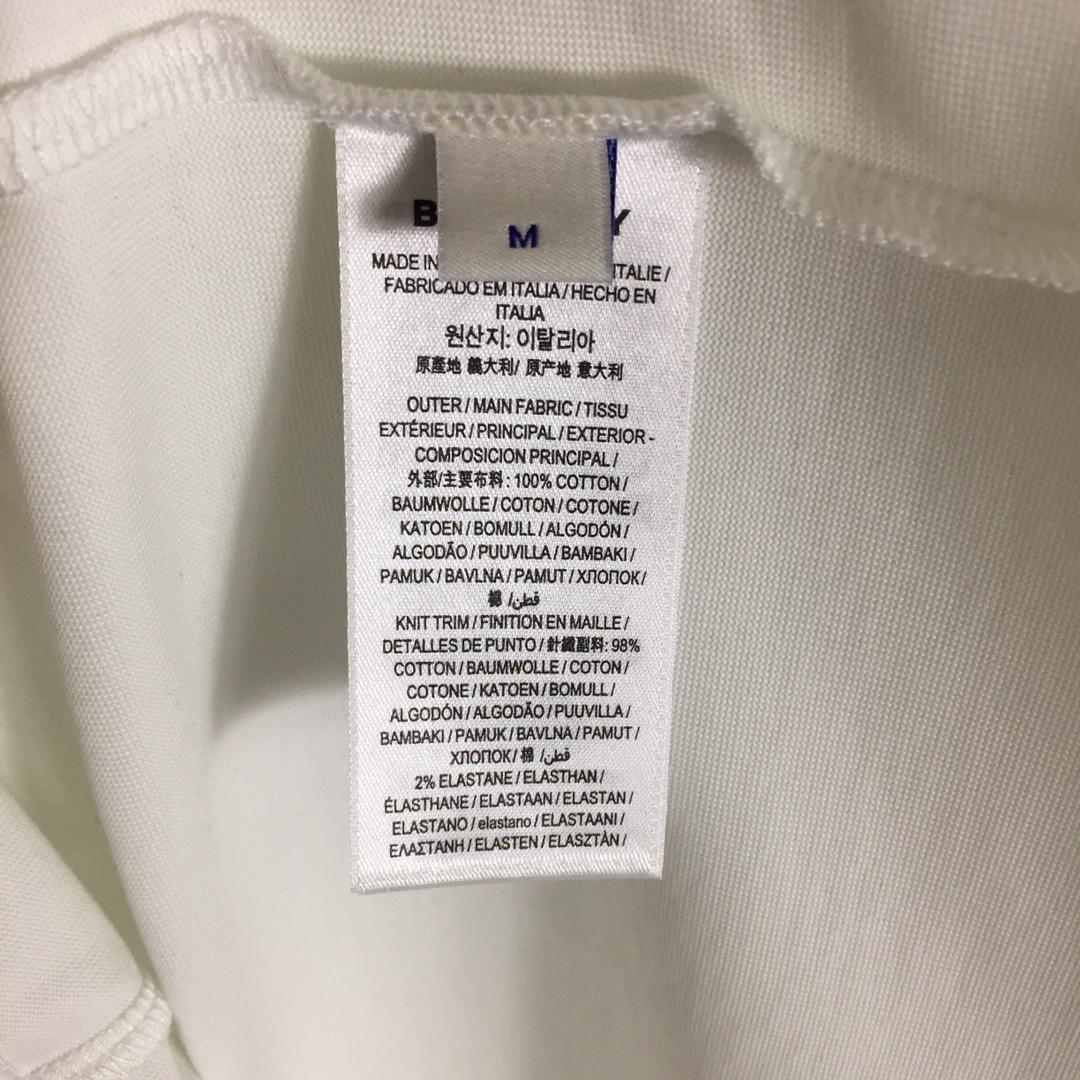 M
MADE IN ITALIE /
FABRICADO EM ITALIA / HECHO EN
ITALIA
원산지: 이탈리아
原產地 義大利/ 原产地 意大利
OUTER / MAIN FABRIC / TISSU
EXTÉRIEUR / PRINCIPAL / EXTERIOR -
COMPOSICION PRINCIPAL /
外部/主要布料 : 100% COTTON /
BAUMWOLLE / COTON / COTONE /
KATOEN / BOMULL / ALGODÓN /
ALGODÃO / PUUVILLA / BAMBAKI /
PAMUK / BAVLNA / PAMUT / ХЛОПОК /
棉 /قطن
KNIT TRIM / FINITION EN MAILLE /
DETALLES DE PUNTO / 針織副料: 98%
COTTON / BAUMWOLLE / COTON /
COTONE / KATOEN / BOMULL /
ALGODÓN / ALGODÃO / PUUVILLA /
BAMBAKI / PAMUK / BAVLNA / PAMUT /
ХЛОПОК / 棉 /قطن
2% ELASTANE / ELASTHAN /
ÉLASTHANE / ELASTAAN / ELASTAN /
ELASTANO / elastano / ELASTAANI /
ΕΛΑΣΤΑΝΗ / ELASTEN / ELASZTÀN /